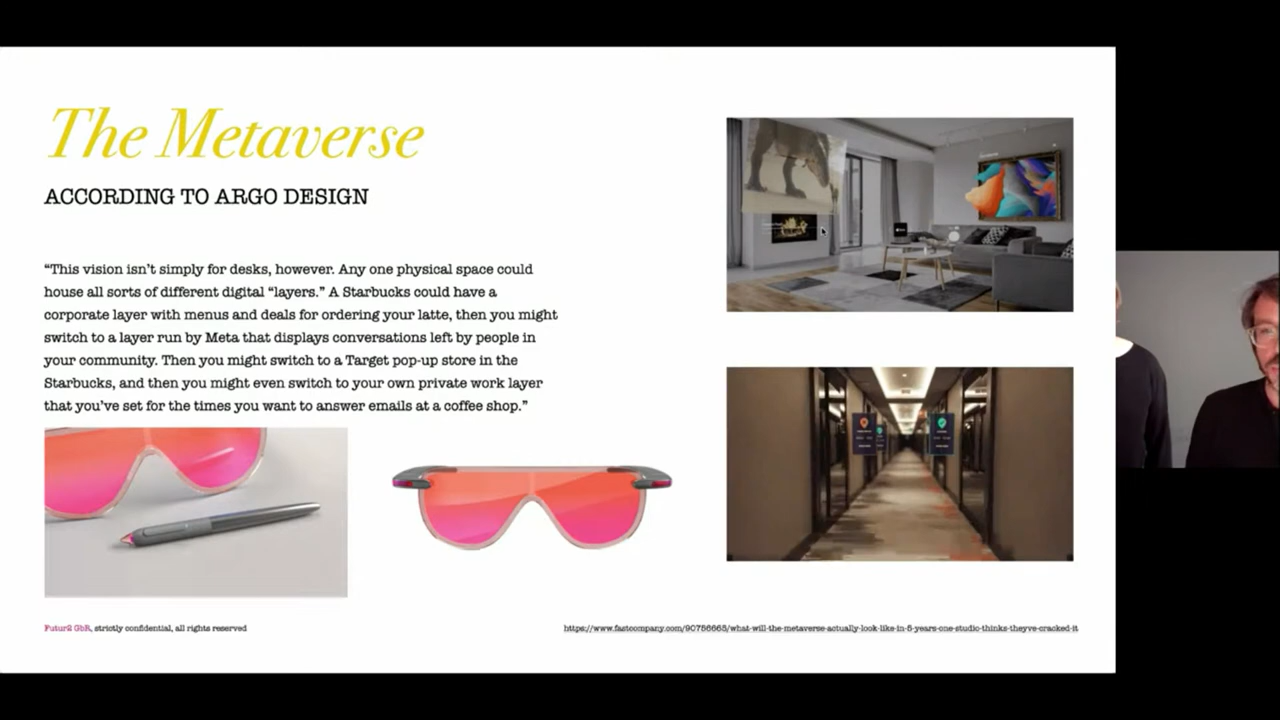 The Metaverse
ACCORDING TO ARGO DESIGN
“This vision isn’t simply for desks, however. Any one physical space could
house all sorts of different digital “layers.” A Starbucks could have a
corporate layer with menus and deals for ordering your latte, then you might
switch to a layer run by Meta that displays conversations left by people in
your community. Then you might switch to a Target pop-up store in the
Starbucks, and then you might even switch to your own private work layer
that you’ve set for the times you want to answer emails at a coffee shop.”
Futur2 GbR, strictly confidential, all rights reserved
https://www.fastcompany.com/90756665/what-will-the-metaverse-actually-look-like-in-5-years-one-studio-thinks-theyve-cracked-it